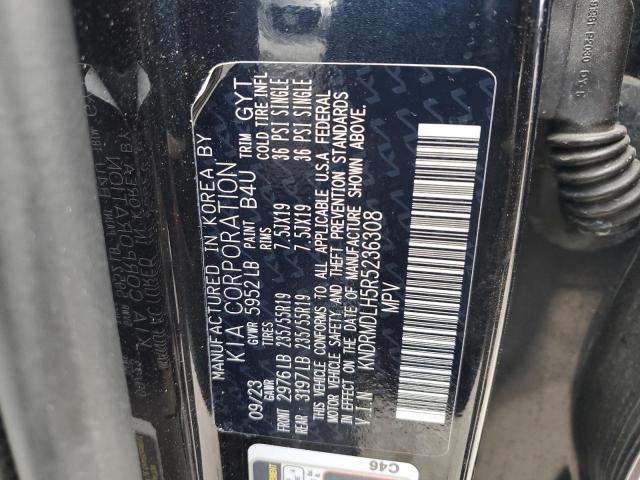 MANUFACTURED IN KOREA BY
KIA CORPORATION
09/23 GVWR 5952 LB PAINT B4U TRIM GYT
GAWR TIRES RIMS COLD TIRE INFL
FRONT 2976 LB 235/55R19 7.5JX19 36 PSI SINGLE
REAR 3197 LB 235/55R19 7.5JX19 36 PSI SINGLE
THIS VEHICLE CONFORMS TO ALL APPLICABLE U.S.A FEDERAL
MOTOR VEHICLE SAFETY AND THEFT PREVENTION STANDARDS
IN EFFECT ON THE DATE OF MANUFACTURE SHOWN ABOVE.
V I N KNDRMDLH5R5236308
MPV
C46